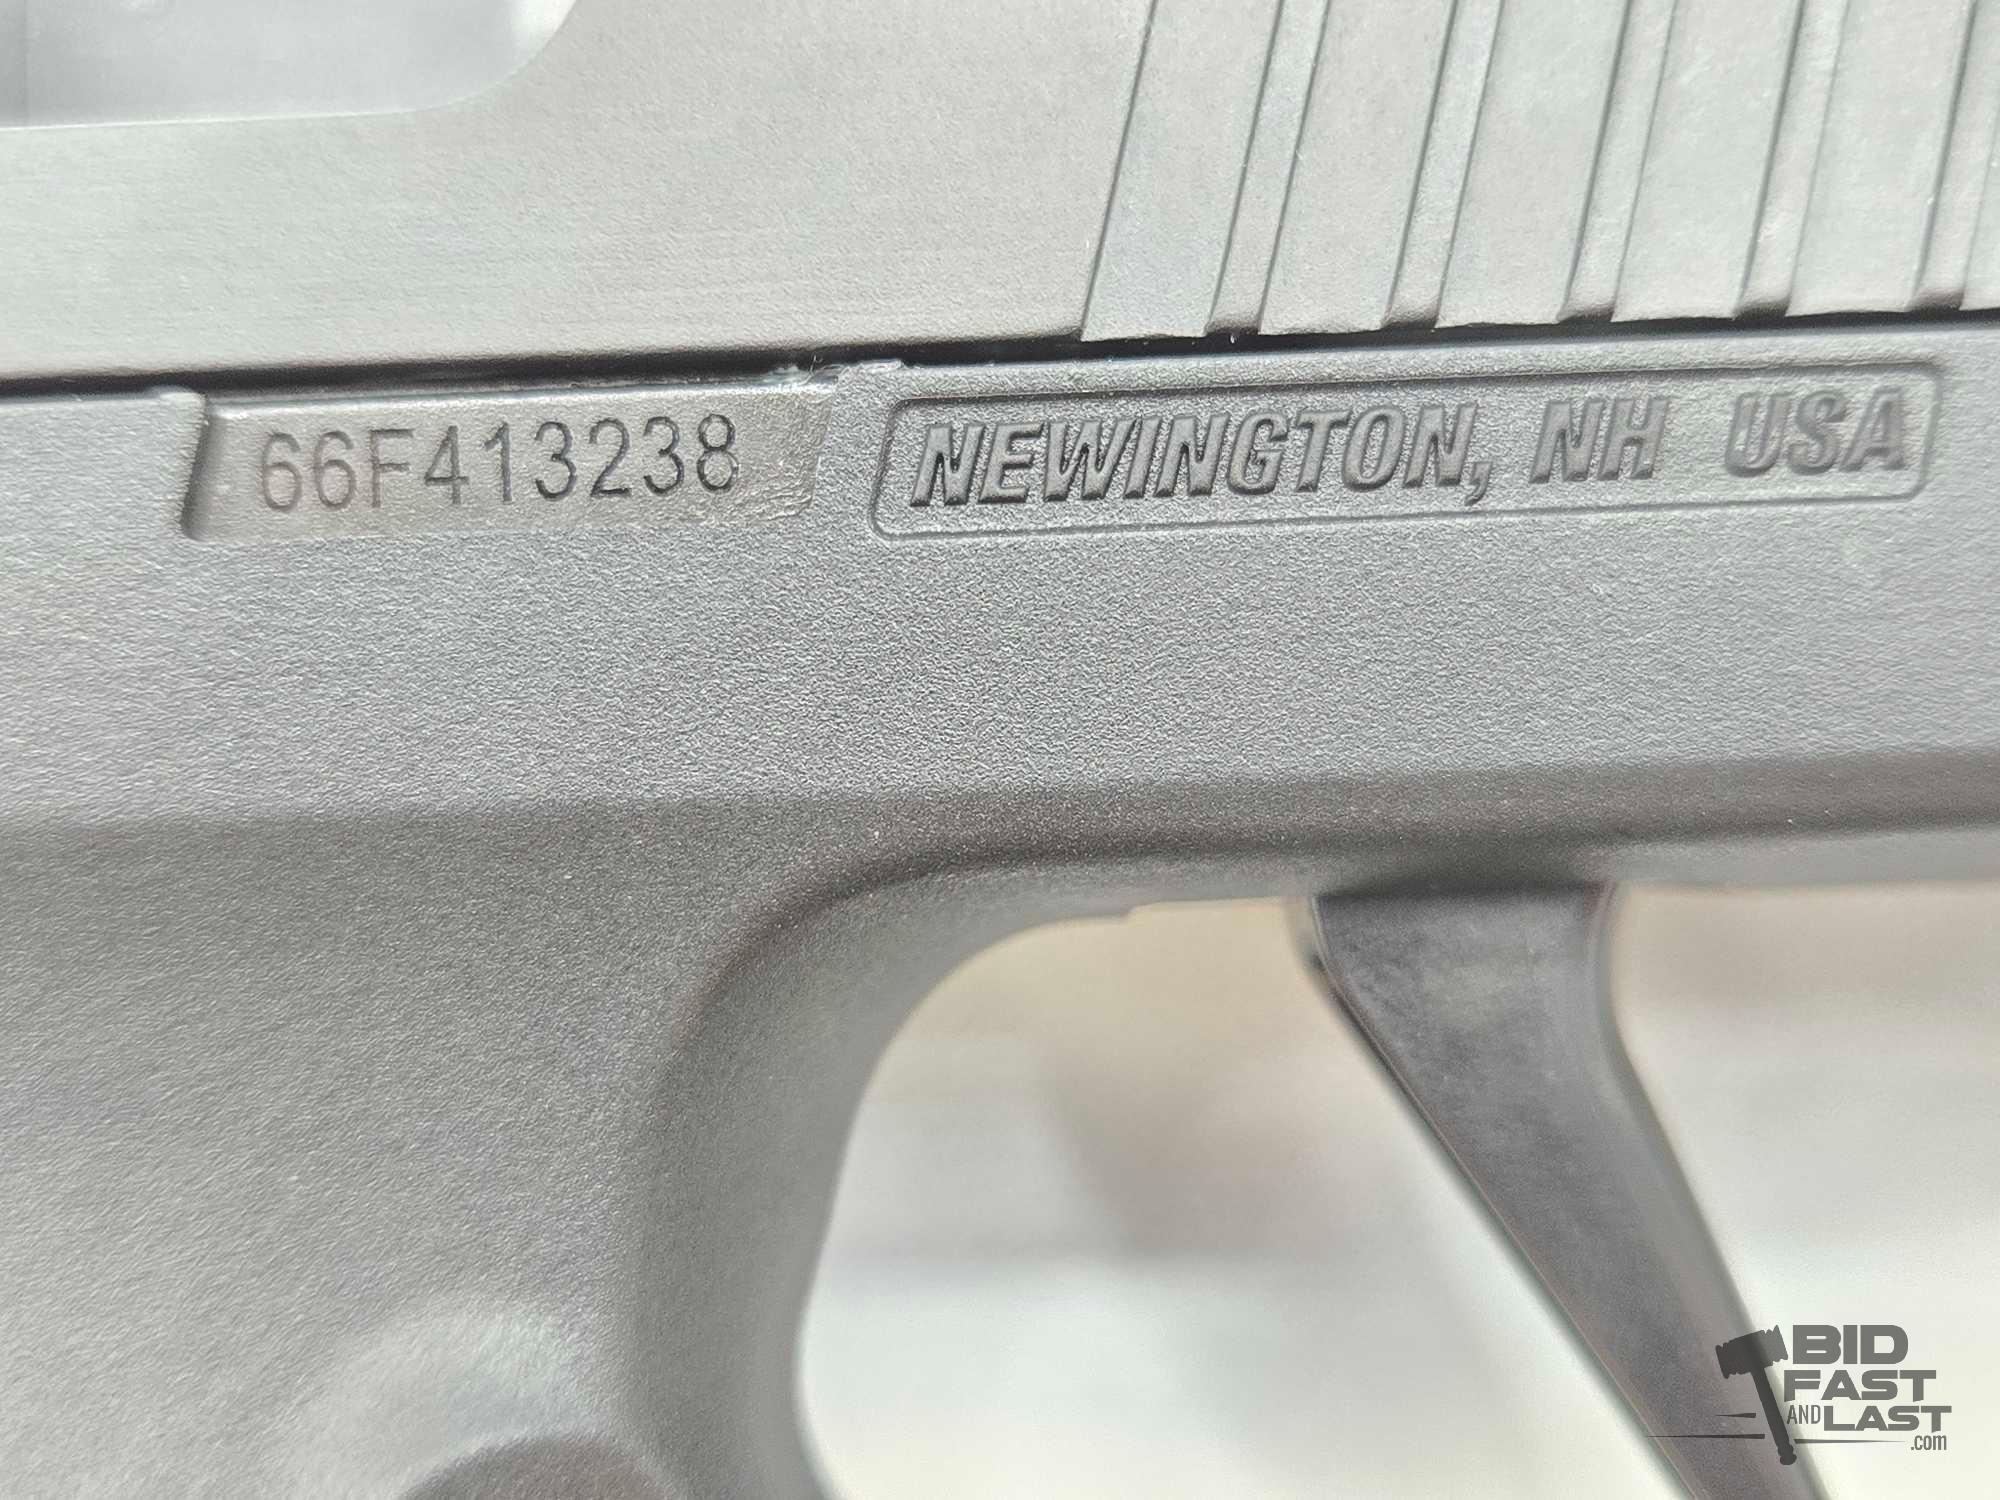 66F413238
NEWINGTON, NH USA
BID
FAST
AND LAST
.com